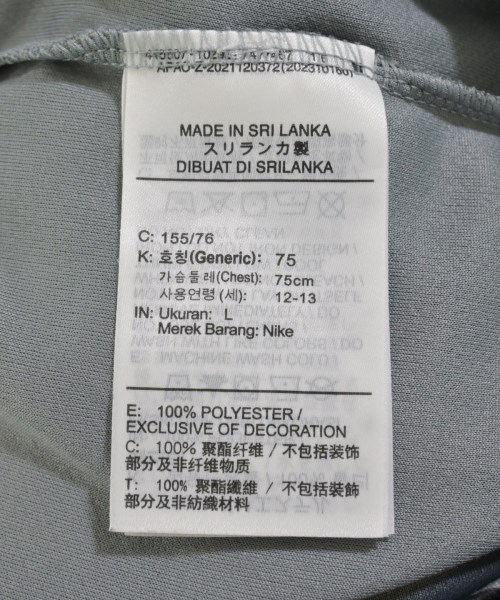 APAO-Z-2021120372(202310180)
MADE IN SRI LANKA
スリランカ製
DIBUAT DI SRILANKA
C: 155/76
K: 호칭(Generic): 75
가슴둘레(Chest): 75cm
사용연령 (세): 12-13
IN: Ukuran: L
Merek Barang: Nike
E: 100% POLYESTER /
EXCLUSIVE OF DECORATION
C: 100% 聚酯纤维 / 不包括装饰
部分及非纤维物质
T: 100% 聚酯纖維 / 不包括裝飾
部分及非紡織材料